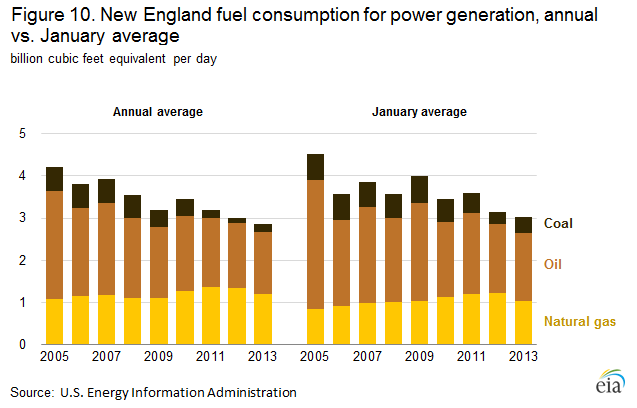 Figure 10. New England fuel consumption for power generation, annual
vs. January average
billion cubic feet equivalent per day
Annual average
January average
5
4
3
2
1
0
Coal
Oil
Natural gas
2005 2007 2009 2011 2013 2005 2007 2009 2011 2013
Source: U.S. Energy Information Administration
eia